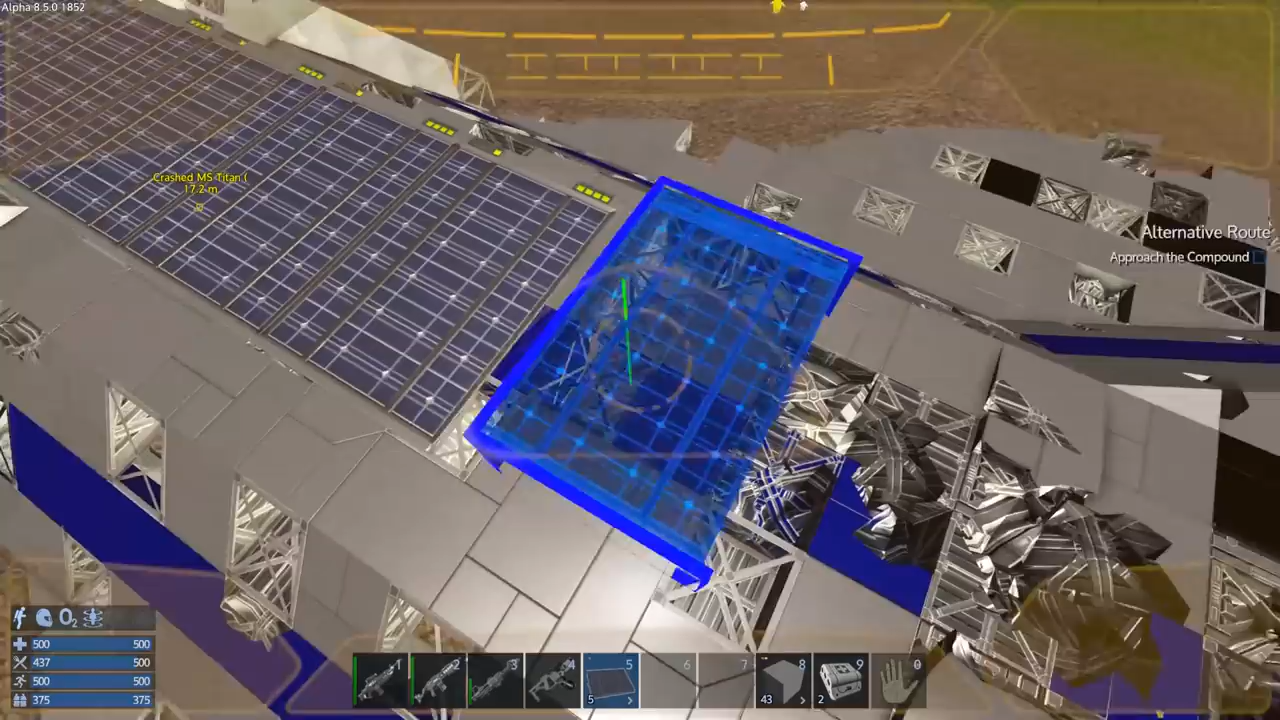 Alpha 8.5.0 1852
Crashed MS Titan (
17.2 m
Alternative Route
Approach the Compound
O2
500 500
437 500
500 500
375 375
1
2
3
4
5
5
6
7
8
43
9
2
0